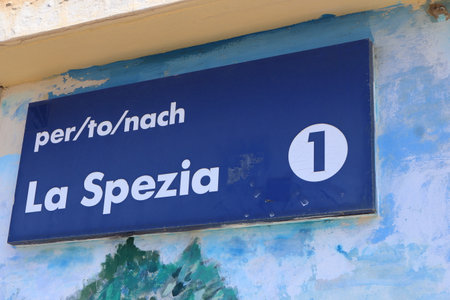 per/to/nach
La Spezia 1